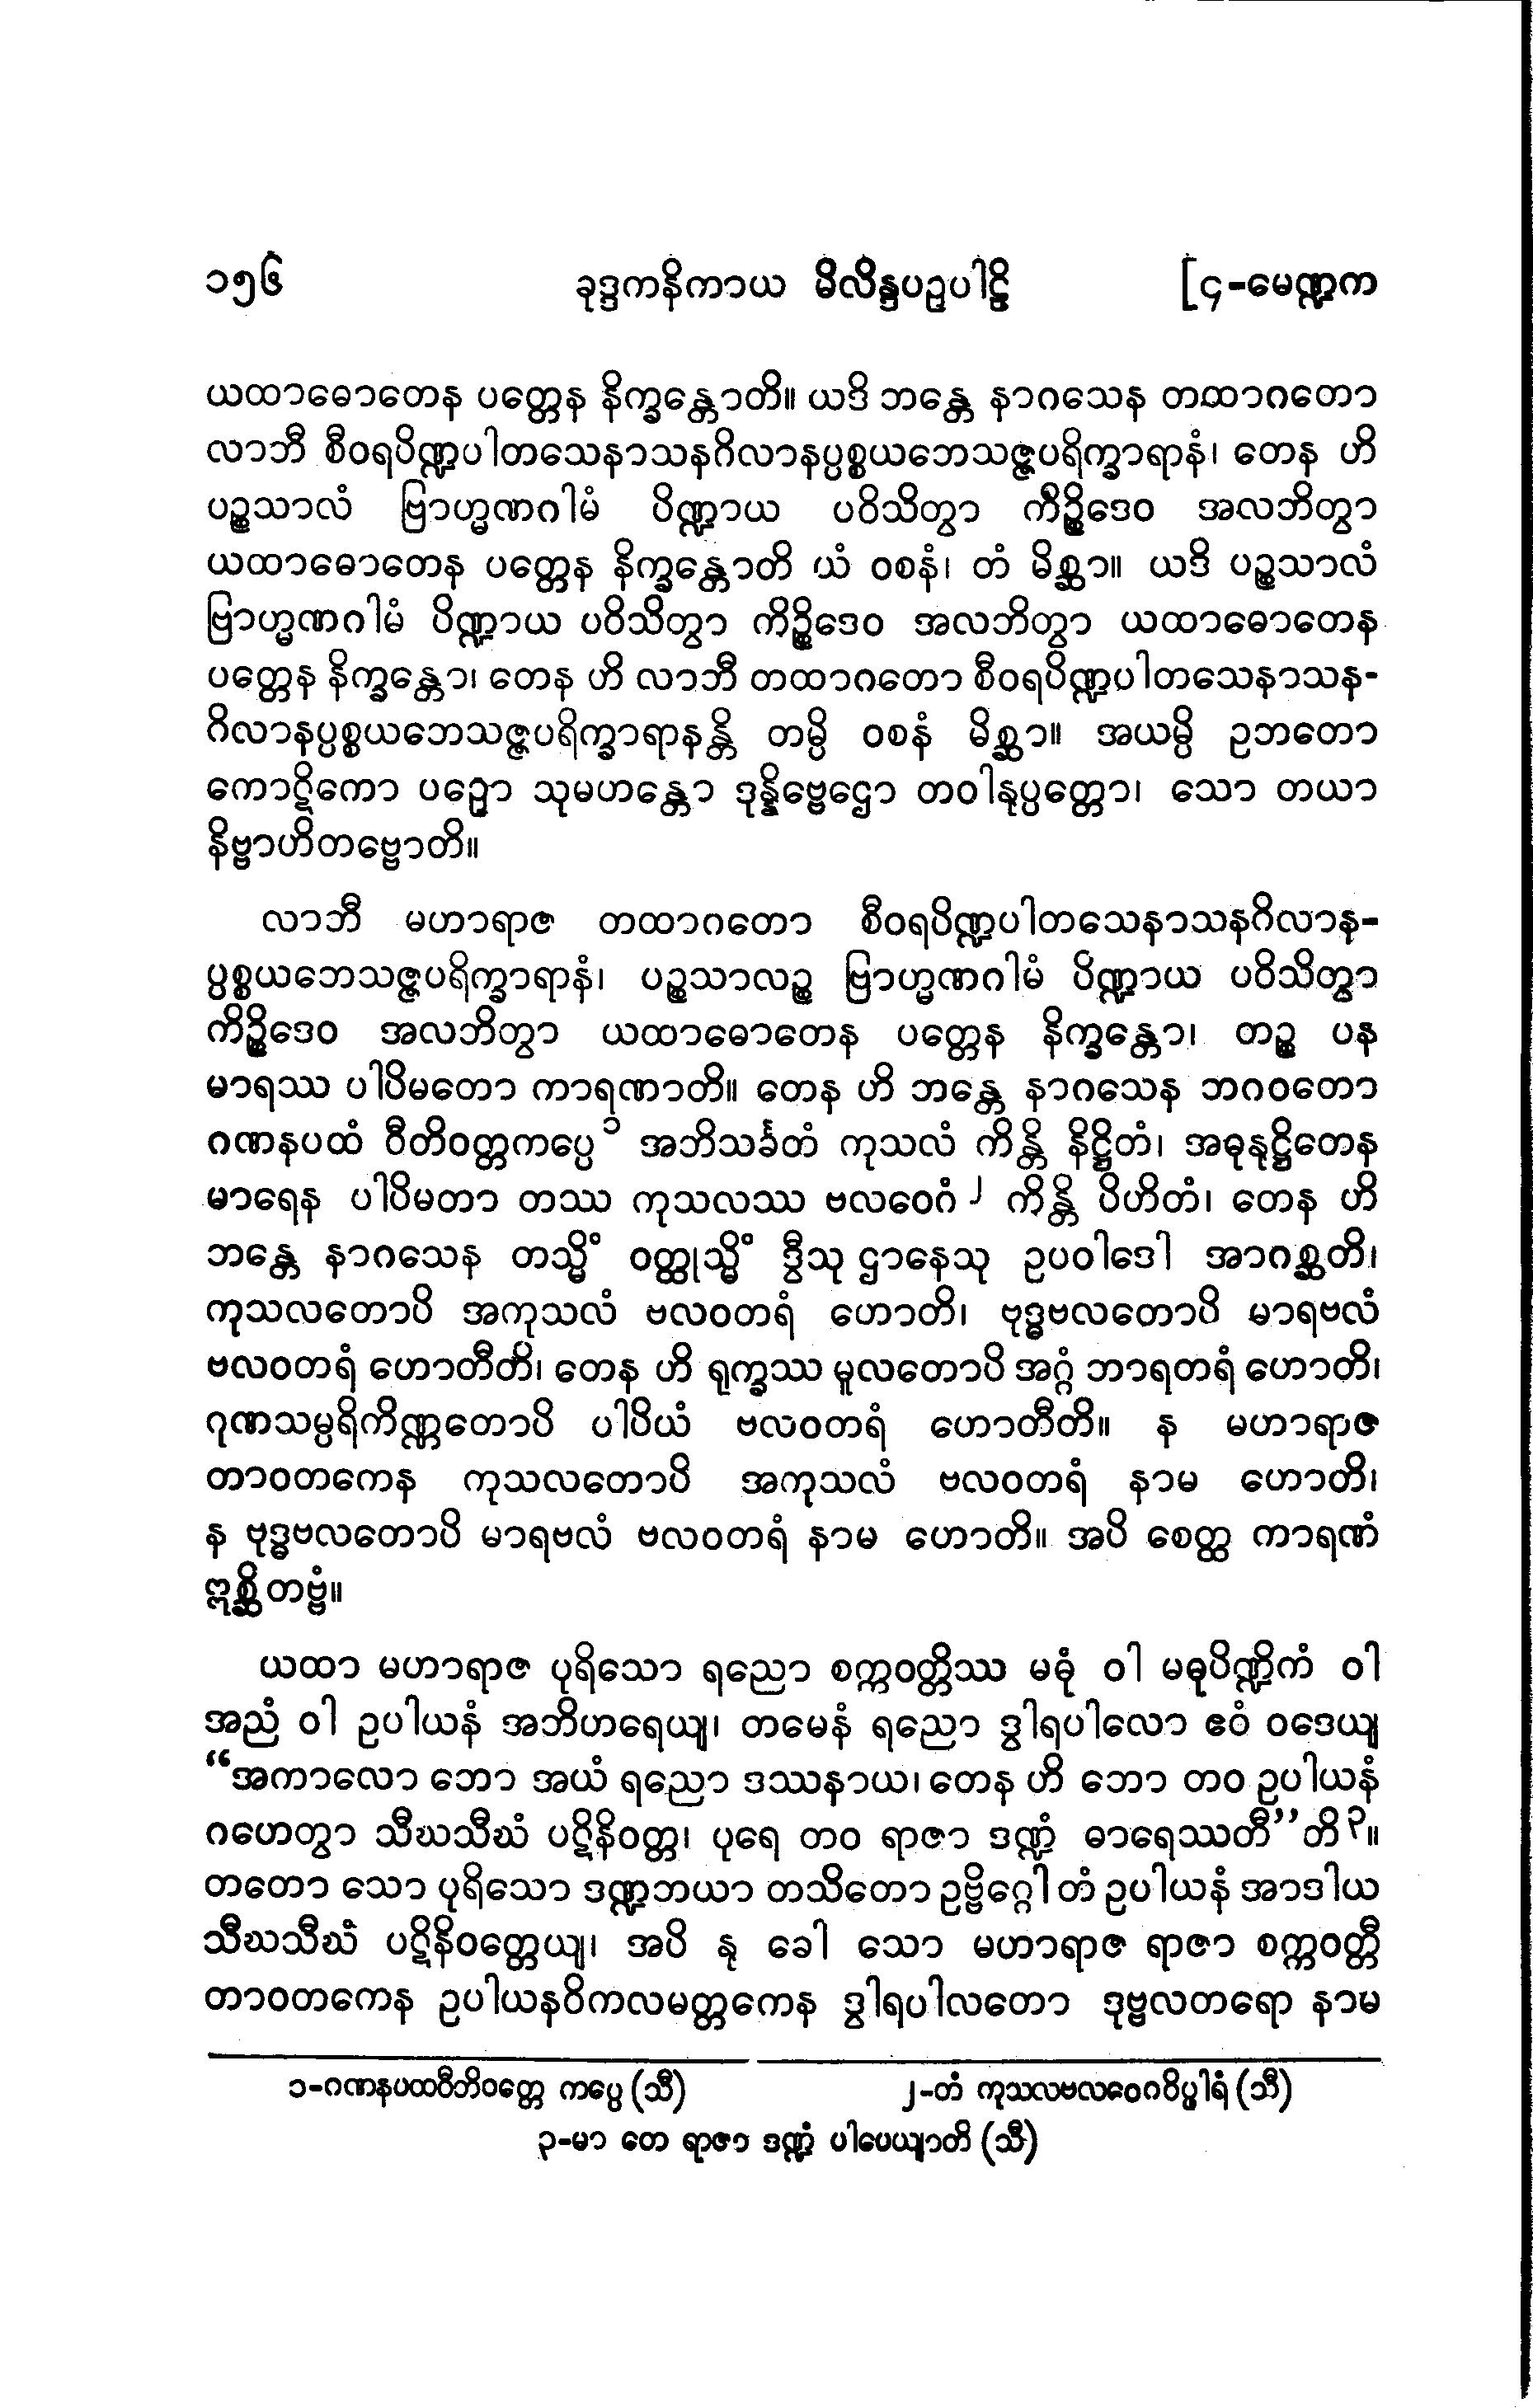 ၁၅၆ ခုဒ္ဒကနိကာယ မိလိန္ဒပဉှပါဠိ [၄-မေဏ္ဍက
ယထာဓောတေန ပတ္တေန နိက္ခန္တောတိ။ ယဒိ ဘန္တေ နာဂသေန တထာဂတော
လာဘီ စီဝရပိဏ္ဍပါတသေနာသနဂိလာနပ္ပစ္စယဘေသဇ္ဇပရိက္ခာရာနံ၊ တေန ဟိ
ပဉ္စသာလံ ဗြာဟ္မဏဂါမံ ပိဏ္ဍာယ ပဝိသိတွာ ကိဉ္စိဒေဝ အလဘိတွာ
ယထာဓောတေန ပတ္တေန နိက္ခန္တောတိ ယံ ဝစနံ၊ တံ မိစ္ဆာ။ ယဒိ ပဉ္စသာလံ
ဗြာဟ္မဏဂါမံ ပိဏ္ဍာယ ပဝိသိတွာ ကိဉ္စိဒေဝ အလဘိတွာ ယထာဓောတေန
ပတ္တေန နိက္ခန္တော၊ တေန ဟိ လာဘီ တထာဂတော စီဝရပိဏ္ဍပါတသေနာသန-
ဂိလာနပ္ပစ္စယဘေသဇ္ဇပရိက္ခာရာနန္တိ တမ္ပိ ဝစနံ မိစ္ဆာ။ အယမ္ပိ ဥဘတော
ကောဋိကော ပဉှော သုမဟန္တော ဒုန္နိဗ္ဗေဌော တဝါနုပ္ပတ္တော၊ သော တယာ
နိဗ္ဗာဟိတဗ္ဗောတိ။
လာဘီ မဟာရာဇ တထာဂတော စီဝရပိဏ္ဍပါတသေနာသနဂိလာန-
ပ္ပစ္စယဘေသဇ္ဇပရိက္ခာရာနံ၊ ပဉ္စသာလဉ္စ ဗြာဟ္မဏဂါမံ ပိဏ္ဍာယ ပဝိသိတွာ
ကိဉ္စိဒေဝ အလဘိတွာ ယထာဓောတေန ပတ္တေန နိက္ခန္တော၊ တဉ္စ ပန
မာရဿ ပါပိမတော ကာရဏာတိ။ တေန ဟိ ဘန္တေ နာဂသေန ဘဂဝတော
ဂဏနပထံ ဝီတိဝတ္တကပ္ပေ ၁ အဘိသင်္ခတံ ကုသလံ ကိန္တိ နိဋ္ဌိတံ၊ အဓုနုဋ္ဌိတေန
မာရေန ပါပိမတာ တဿ ကုသလဿ ဗလဝေဂံ ၂ ကိန္တိ ပိဟိတံ၊ တေန ဟိ
ဘန္တေ နာဂသေန တသ္မိံ ဝတ္ထုသ္မိံ ဒွီသု ဌာနေသု ဥပဝါဒေါ အာဂစ္ဆတိ၊
ကုသလတောပိ အကုသလံ ဗလဝတရံ ဟောတိ၊ ဗုဒ္ဓဗလတောပိ မာရဗလံ
ဗလဝတရံ ဟောတီတိ၊ တေန ဟိ ရုက္ခဿ မူလတောပိ အဂ္ဂံ ဘာရတရံ ဟောတိ၊
ဂုဏသမ္ပရိကိဏ္ဏတောပိ ပါပိယံ ဗလဝတရံ ဟောတီတိ။ န မဟာရာဇ
တာဝတကေန ကုသလတောပိ အကုသလံ ဗလဝတရံ နာမ ဟောတိ၊
န ဗုဒ္ဓဗလတောပိ မာရဗလံ ဗလဝတရံ နာမ ဟောတိ။ အပိ စေတ္ထ ကာရဏံ
ဣစ္ဆိတဗ္ဗံ။
ယထာ မဟာရာဇ ပုရိသော ရညော စက္ကဝတ္တိဿ မဓုံ ဝါ မဓုပိဏ္ဍိကံ ဝါ
အညံ ဝါ ဥပါယနံ အဘိဟရေယျ၊ တမေနံ ရညော ဒွါရပါလော ဧဝံ ဝဒေယျ
“အကာလော ဘော အယံ ရညော ဒဿနာယ၊ တေန ဟိ ဘော တဝ ဥပါယနံ
ဂဟေတွာ သီဃသီဃံ ပဋိနိဝတ္တ၊ ပုရေ တဝ ရာဇာ ဒဏ္ဍံ ဓာရေဿတီ”တိ ၃။
တတော သော ပုရိသော ဒဏ္ဍဘယာ တသိတော ဥဗ္ဗိဂ္ဂေါ တံ ဥပါယနံ အာဒါယ
သီဃသီဃံ ပဋိနိဝတ္တေယျ၊ အပိ နု ခေါ သော မဟာရာဇ ရာဇာ စက္ကဝတ္တီ
တာဝတကေန ဥပါယနဝိကလမတ္တကေန ဒွါရပါလတော ဒုဗ္ဗလတရော နာမ
၁-ဂဏနပထဝီဘိဝတ္တေ ကပ္ပေ (သီ) ၂-တံ ကုသလဗလဝေဂဝိပ္ဖါရံ (သီ)
၃-မာ တေ ရာဇာ ဒဏ္ဍံ ပါပေယျာတိ (သီ)